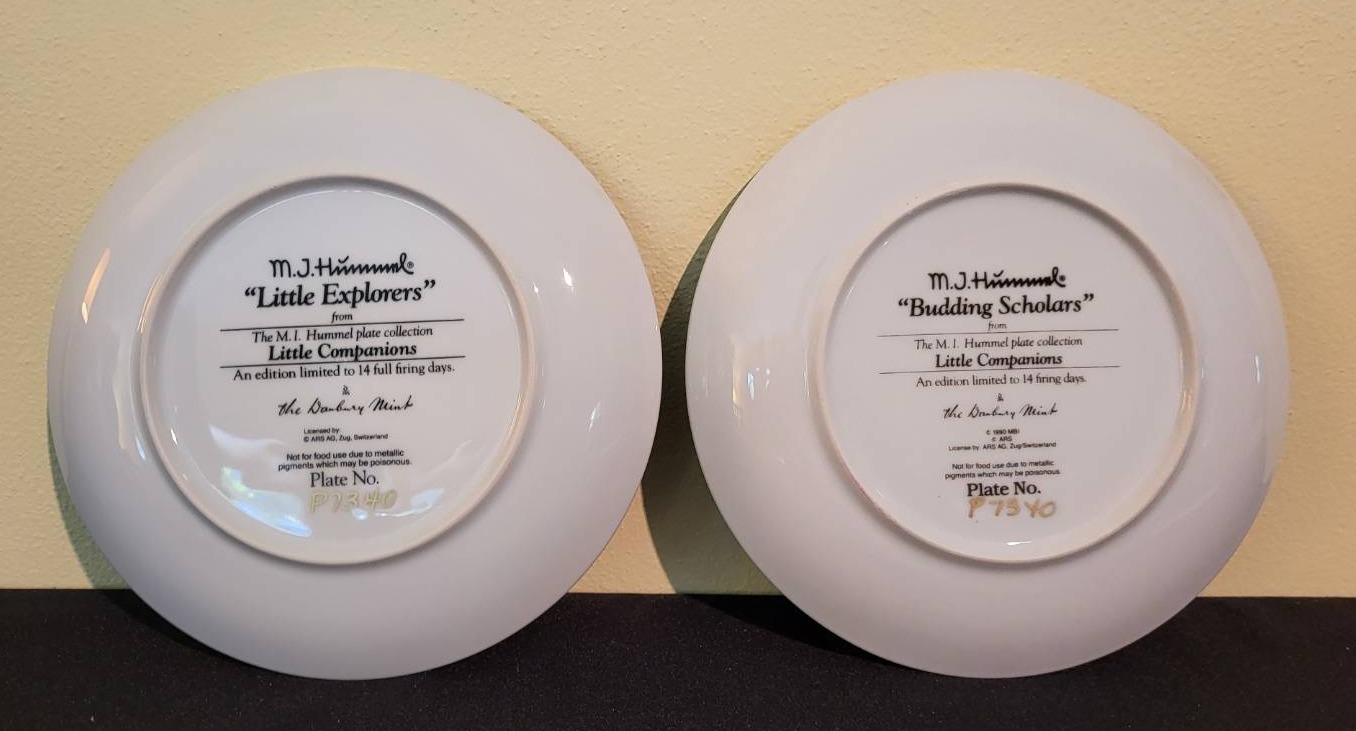 M.J.Hümmel®
"Little Explorers"
from
The M. I. Hummel plate collection
Little Companions
An edition limited to 14 full firing days.
&
the Danbury Mint
Licensed by:
© ARS AG, Zug, Switzerland
Not for food use due to metallic
pigments which may be poisonous.
Plate No.
P7340
M.J.Hümmel®
"Budding Scholars"
from
The M. I. Hummel plate collection
Little Companions
An edition limited to 14 firing days.
&
the Danbury Mint
© 1990 MBI
© ARS
License by: ARS AG, Zug/Switzerland
Not for food use due to metallic
pigments which may be poisonous.
Plate No.
P7340